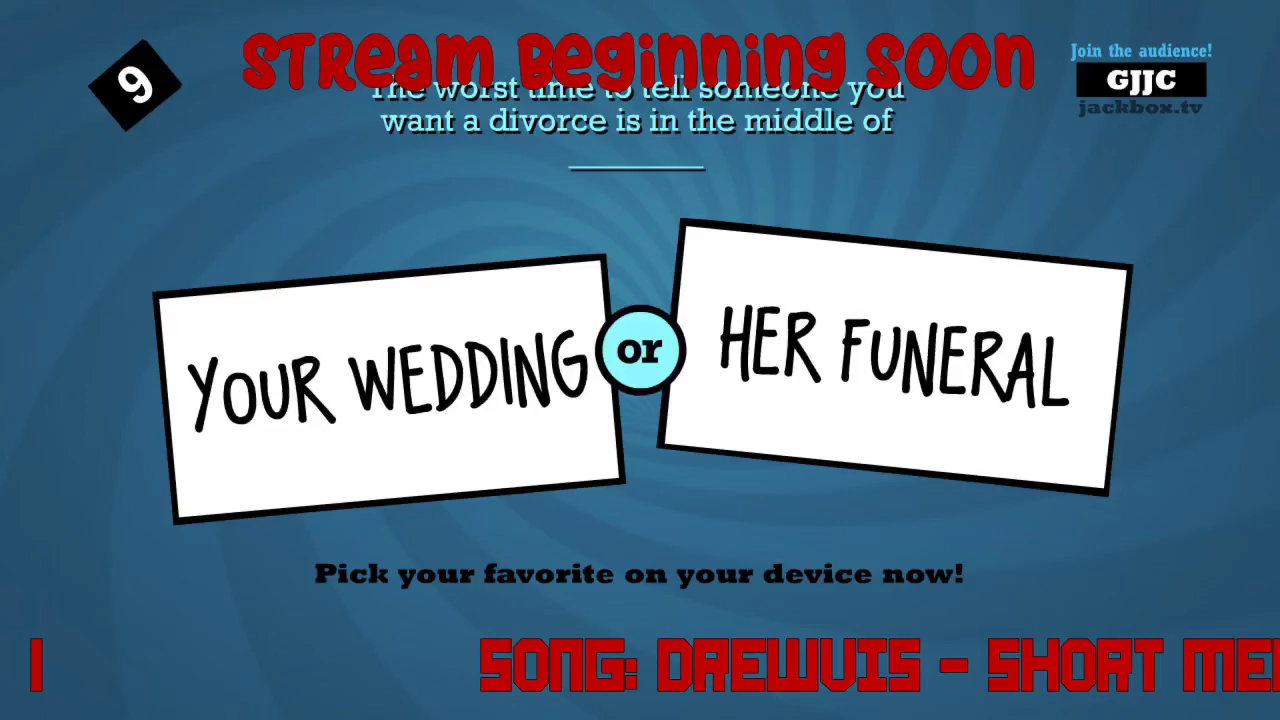 Stream Beginning Soon
9
Join the audience!
GJJC
jackbox.tv
The worst time to tell someone you
want a divorce is in the middle of
YOUR WEDDING
or
HER FUNERAL
Pick your favorite on your device now!
SONG: DREWVIS - SHORT